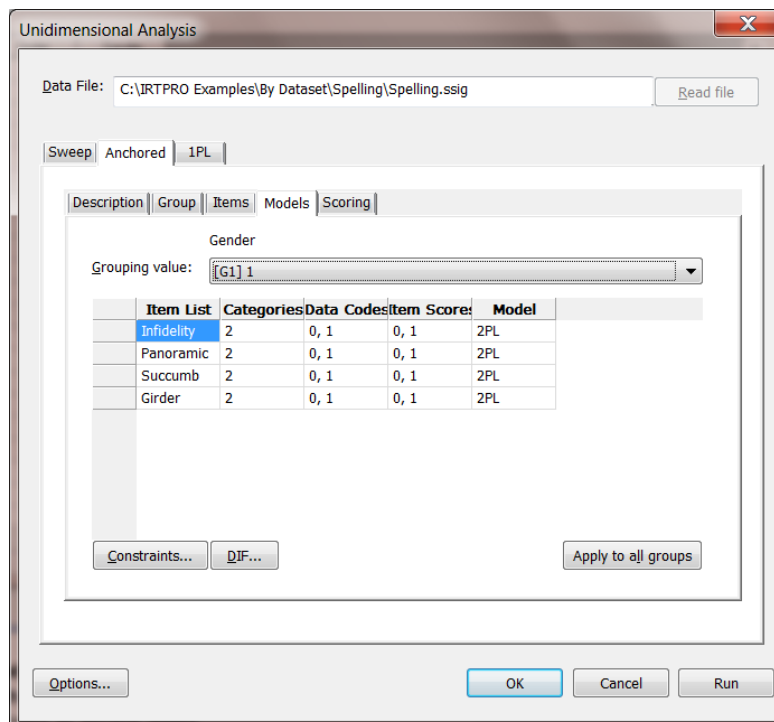 Unidimensional Analysis
Data File: C:\IRTPRO Examples\By Dataset\Spelling\Spelling.ssig Read file
Sweep Anchored 1PL
Description Group Items Models Scoring
Gender
Grouping value: [G1] 1
Item List Categories Data Codes Item Scores Model
Infidelity 2 0, 1 0, 1 2PL
Panoramic 2 0, 1 0, 1 2PL
Succumb 2 0, 1 0, 1 2PL
Girder 2 0, 1 0, 1 2PL
Constraints... DIF... Apply to all groups
Options... OK Cancel Run